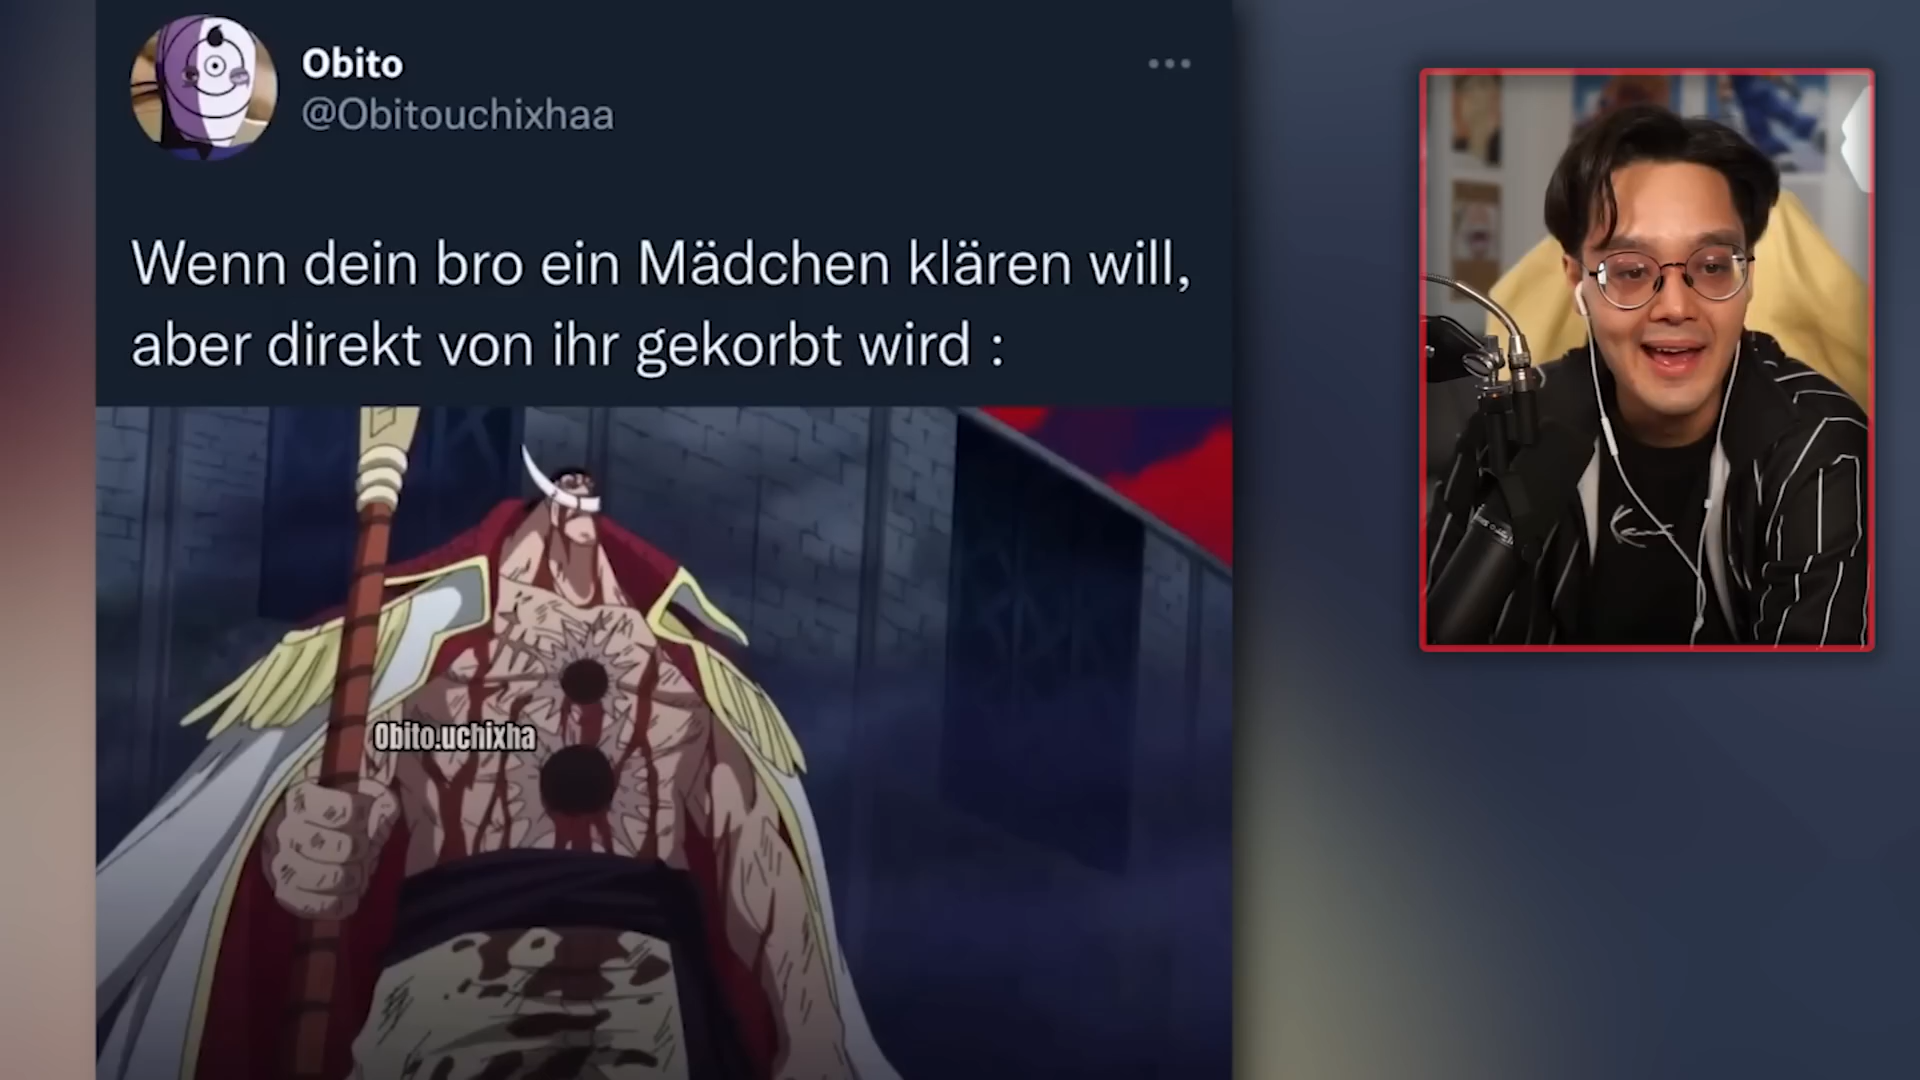 Obito
@Obitouchixhaa
Wenn dein bro ein Mädchen klären will,
aber direkt von ihr gekorbt wird :
Obito.uchixha